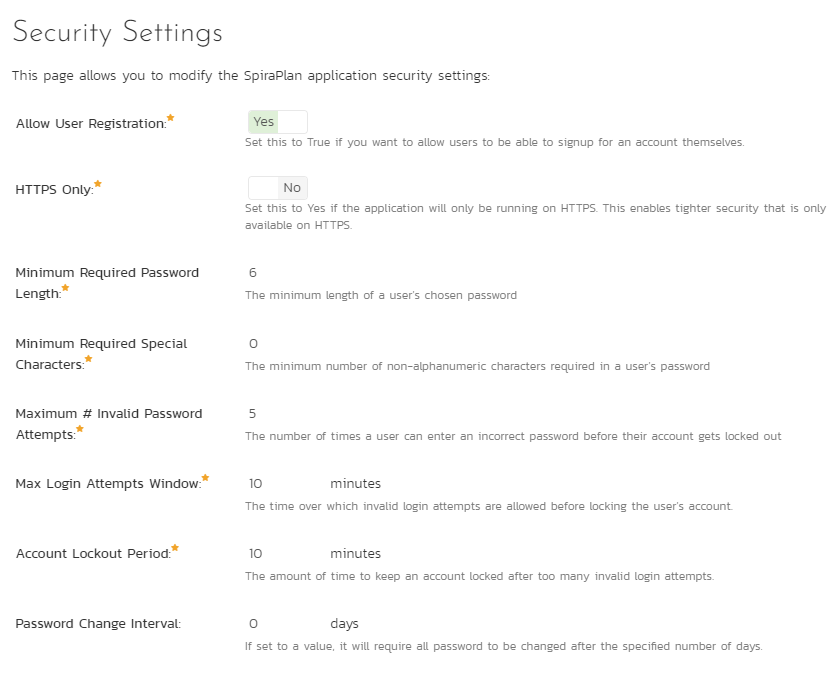 Security Settings
This page allows you to modify the SpiraPlan application security settings:
Allow User Registration:
Yes
Set this to True if you want to allow users to be able to signup for an account themselves.
HTTPS Only:
No
Set this to Yes if the application will only be running on HTTPS. This enables tighter security that is only
available on HTTPS.
Minimum Required Password
Length:
6
The minimum length of a user's chosen password
Minimum Required Special
Characters:
0
The minimum number of non-alphanumeric characters required in a user's password
Maximum # Invalid Password
Attempts:
5
The number of times a user can enter an incorrect password before their account gets locked out
Max Login Attempts Window:
10 minutes
The time over which invalid login attempts are allowed before locking the user's account.
Account Lockout Period:
10 minutes
The amount of time to keep an account locked after too many invalid login attempts.
Password Change Interval:
0 days
If set to a value, it will require all password to be changed after the specified number of days.